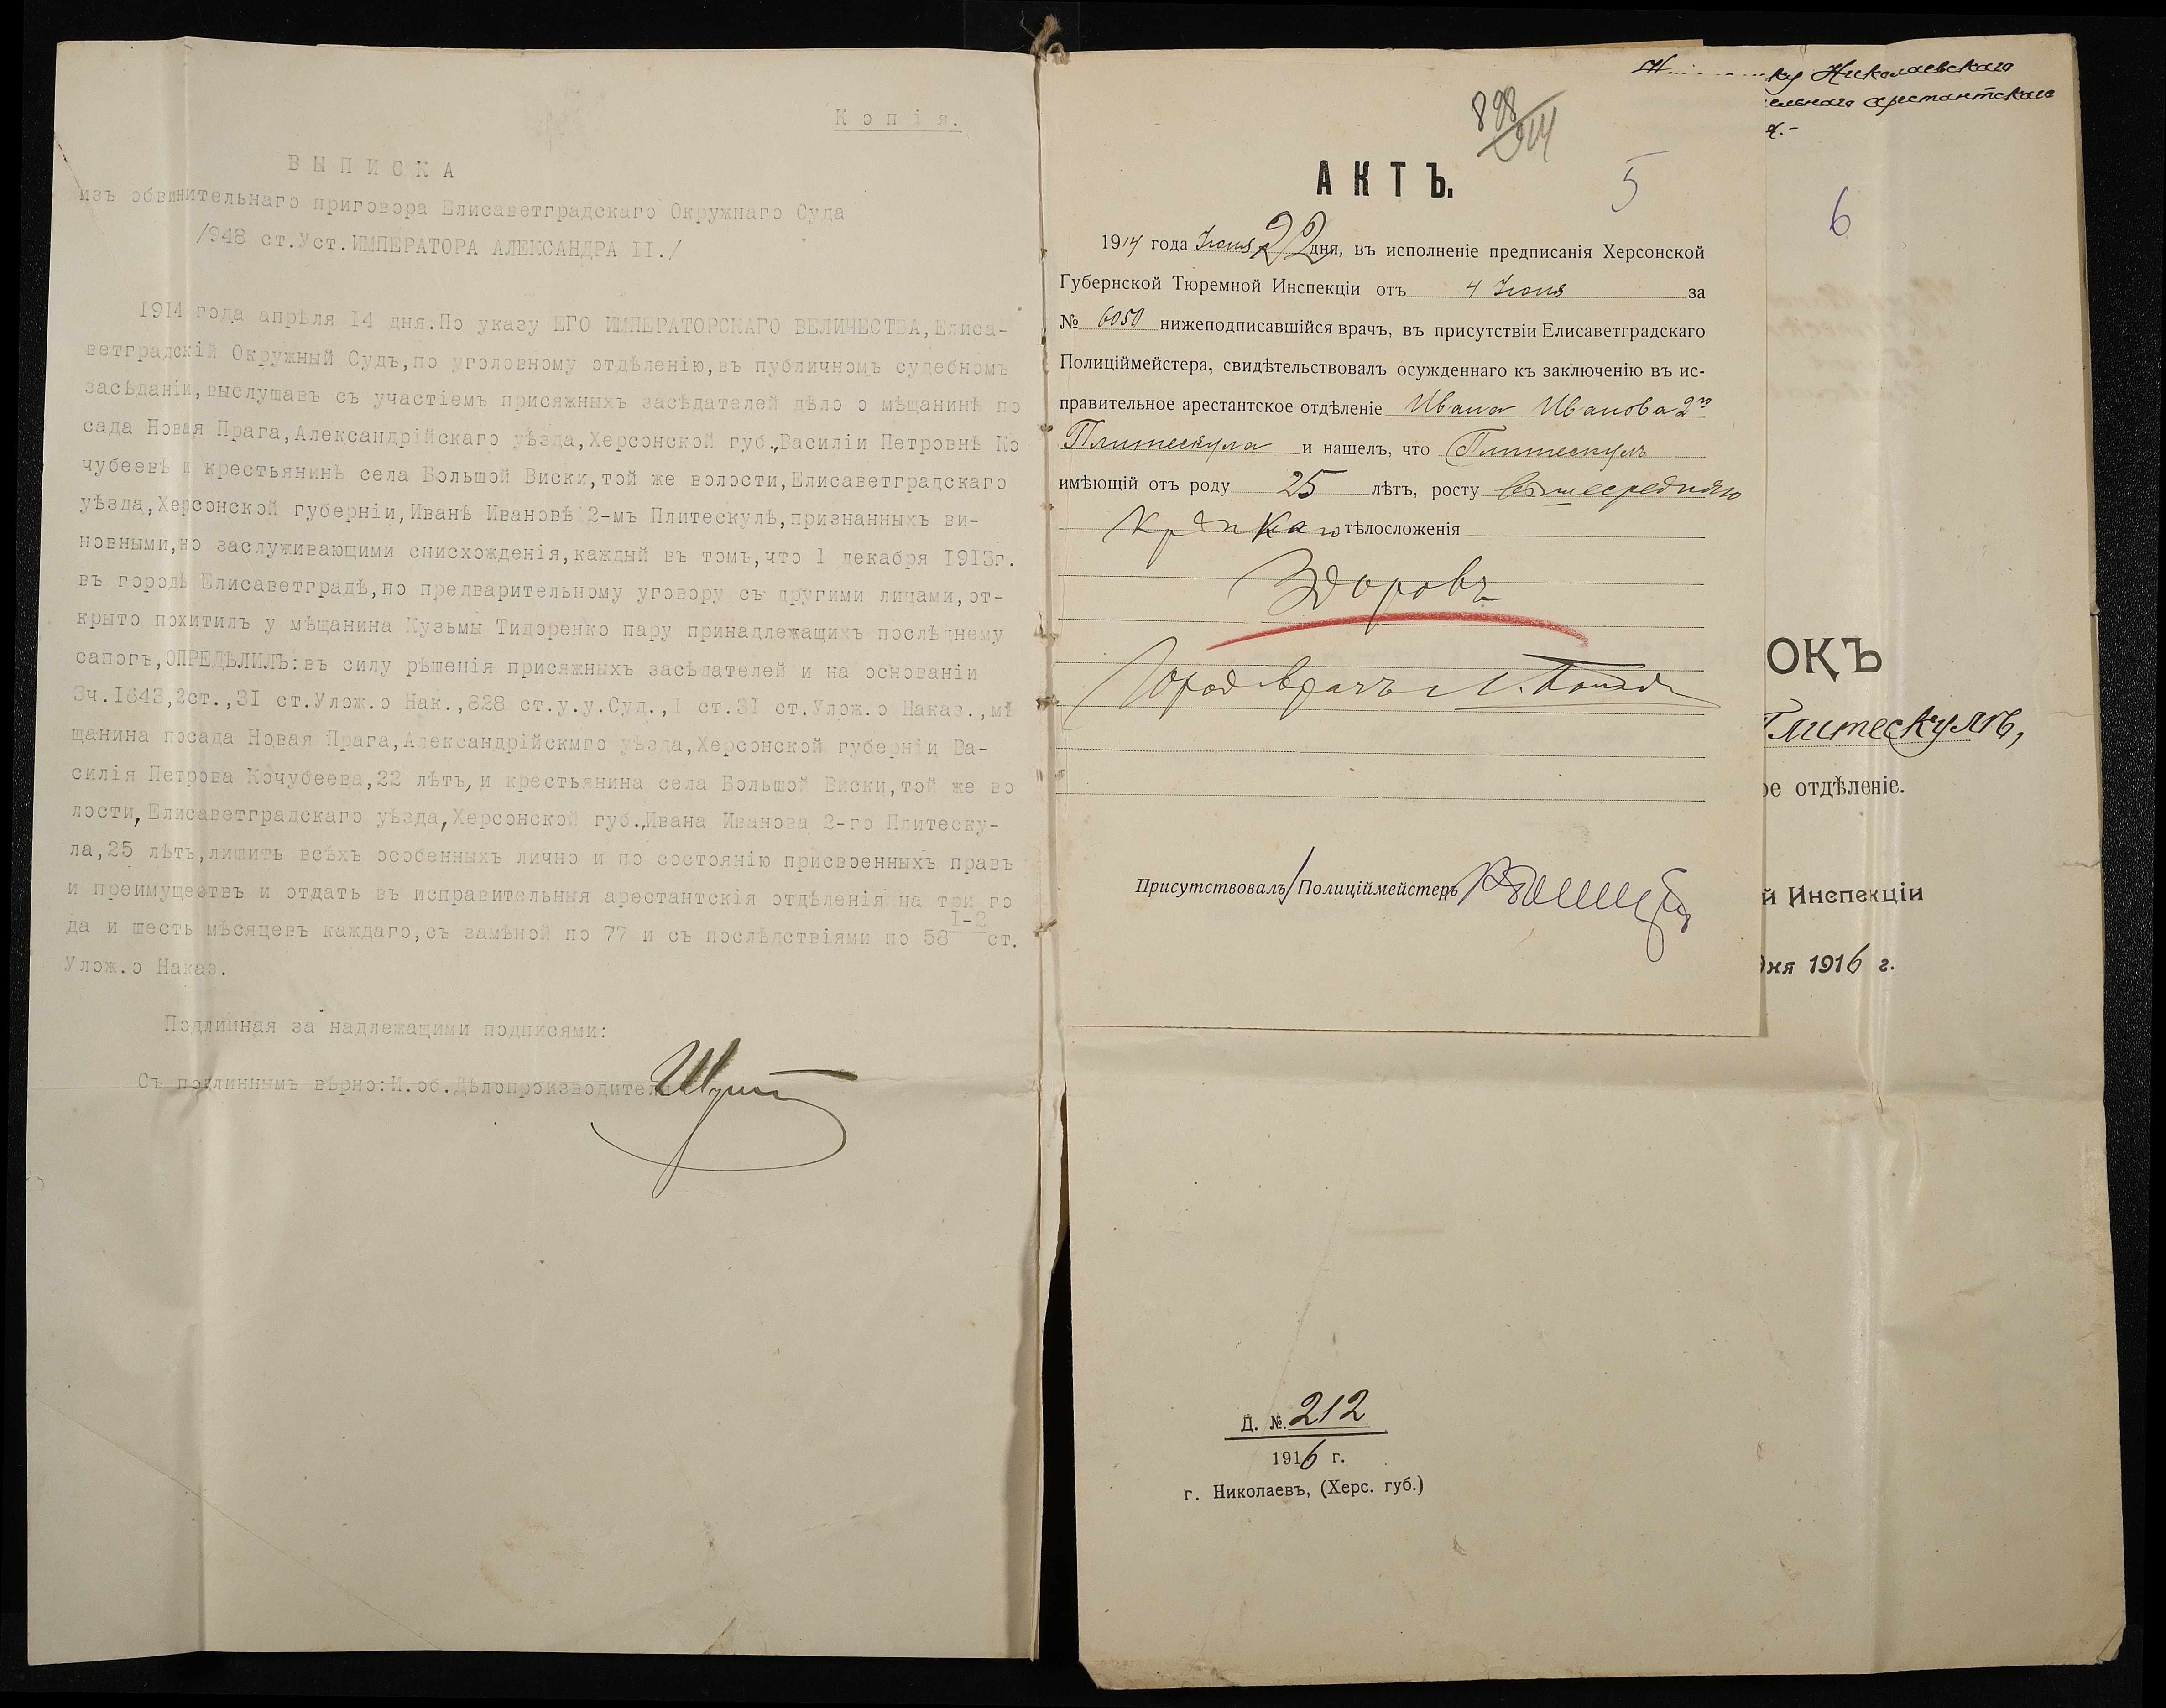 Копія.
ВЫПИСКА
изъ обвинительнаго приговора Елисаветградскаго Окружнаго Суда
/948 ст.Уст.ИМПЕРАТОРА АЛЕКСАНДРА II./
1914 года апрѣля 14 дня.По указу ЕГО ИМПЕРАТОРСКАГО ВЕЛИЧЕСТВА,Елиса-
ветградскій Окружный Судъ,по уголовному отдѣленію,въ публичномъ судебномъ
засѣданіи,выслушавъ съ участіемъ присяжныхъ засѣдателей дѣло о мѣщанинѣ по
сада Новая Прага,Александрійскаго уѣзда,Херсонской губ.,Василіи Петровнѣ Ко
чубеевѣ и крестьянинѣ села Большой Виски,той же волости,Елисаветградскаго
уѣзда,Херсонской губерніи,Иванѣ Ивановѣ 2-мъ Плитескулѣ,признанныхъ ви-
новными,но заслуживающими снисхожденія,каждый въ томъ,что 1 декабря 1913г.
въ городѣ Елисаветградѣ,по предварительному уговору съ другими лицами,от-
крыто похитилъ у мѣщанина Кузьмы Тидоренко пару принадлежащихъ послѣднему
сапогъ,ОПРЕДѢЛИЛЪ:въ силу рѣшенія присяжныхъ засѣдателей и на основаніи
3ч.1643,2ст.,31 ст.Улож.о Нак.,828 ст.у.у.Суд.,I ст.31 ст.Улож.о Наказ.,мѣ
щанина посада Новая Прага,Александрійскмго уѣзда,Херсонской губерніи Ва-
силія Петрова Кочубеева,22 лѣтъ,и крестьянина села Большой Виски,той же во
лости,Елисаветградскаго уѣзда,Херсонской губ.,Ивана Иванова 2-го Плитеску-
ла,25 лѣтъ,лишить всѣхъ особенныхъ лично и по состоянію присвоенныхъ правъ
и преимуществъ и отдать въ исправительныя арестантскія отдѣленія на три го
да и шесть мѣсяцевъ каждаго,съ замѣной по 77 и съ послѣдствіями по 58 I-2 ст.
Улож.о Наказ.
Подлинная за надлежащими подписями:
Съ подлиннымъ вѣрно:И.об.Дѣлопроизводителя
898/914
5
АКТЪ.
1914 года Іюня 22 дня, въ исполненіе предписанія Херсонской
Губернской Тюремной Инспекціи отъ 4 Іюня за
№ 6050 нижеподписавшійся врачъ, въ присутствіи Елисаветградскаго
Полиціймейстера, свидѣтельствовалъ осужденнаго къ заключенію въ ис-
правительное арестантское отдѣленіе Ивана Иванова 2го
Плитескула и нашелъ, что Плитескулъ
имѣющій отъ роду 25 лѣтъ, росту вышесредняго
крѣпкаго тѣлосложенія
Здоровъ
Город врачъ
Присутствовалъ Полиціймейстеръ
ку Николаевскаго
ельнаго арестантскаго
6
ОКЪ
Плитескулъ,
ое отдѣленіе.
й Инспекціи
дня 1916 г.
Д. № 212
1916 г.
г. Николаевъ, (Херс. губ.)